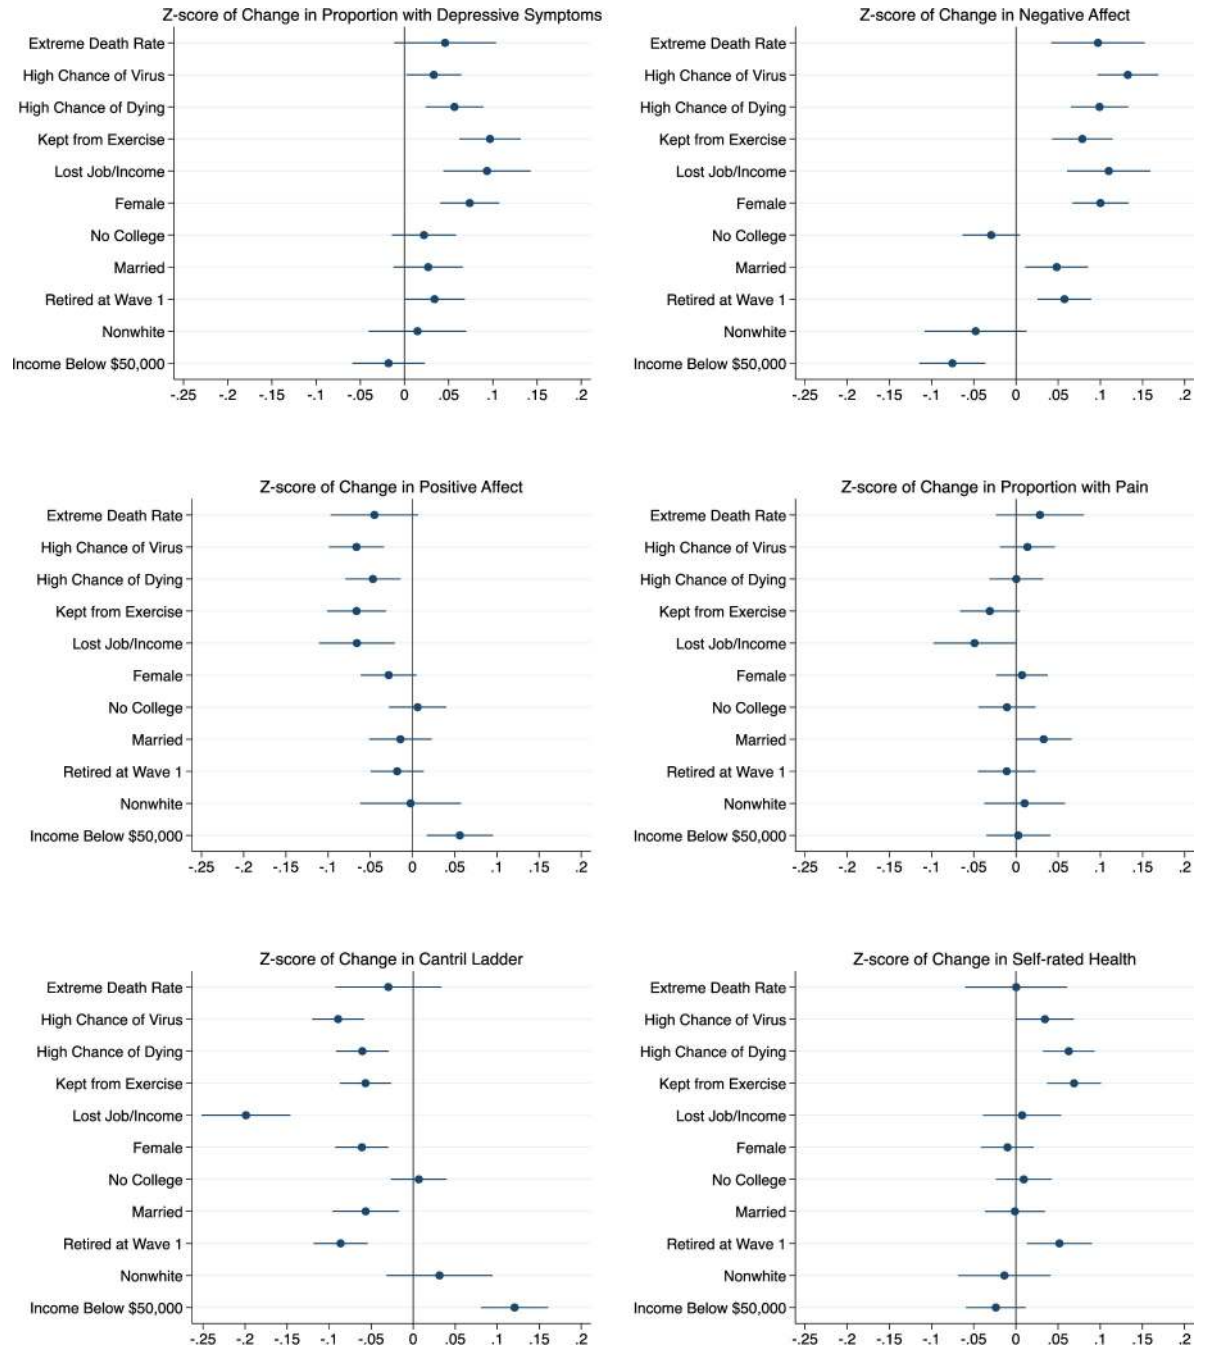 Z-score of Change in Proportion with Depressive Symptoms
Extreme Death Rate
High Chance of Virus
High Chance of Dying
Kept from Exercise
Lost Job/Income
Female
No College
Married
Retired at Wave 1
Nonwhite
Income Below $50,000
-.25 -.2 -.15 -.1 -.05 0 .05 .1 .15 .2
Z-score of Change in Negative Affect
Extreme Death Rate
High Chance of Virus
High Chance of Dying
Kept from Exercise
Lost Job/Income
Female
No College
Married
Retired at Wave 1
Nonwhite
Income Below $50,000
-.25 -.2 -.15 -.1 -.05 0 .05 .1 .15 .2
Z-score of Change in Positive Affect
Extreme Death Rate
High Chance of Virus
High Chance of Dying
Kept from Exercise
Lost Job/Income
Female
No College
Married
Retired at Wave 1
Nonwhite
Income Below $50,000
-.25 -.2 -.15 -.1 -.05 0 .05 .1 .15 .2
Z-score of Change in Proportion with Pain
Extreme Death Rate
High Chance of Virus
High Chance of Dying
Kept from Exercise
Lost Job/Income
Female
No College
Married
Retired at Wave 1
Nonwhite
Income Below $50,000
-.25 -.2 -.15 -.1 -.05 0 .05 .1 .15 .2
Z-score of Change in Cantril Ladder
Extreme Death Rate
High Chance of Virus
High Chance of Dying
Kept from Exercise
Lost Job/Income
Female
No College
Married
Retired at Wave 1
Nonwhite
Income Below $50,000
-.25 -.2 -.15 -.1 -.05 0 .05 .1 .15 .2
Z-score of Change in Self-rated Health
Extreme Death Rate
High Chance of Virus
High Chance of Dying
Kept from Exercise
Lost Job/Income
Female
No College
Married
Retired at Wave 1
Nonwhite
Income Below $50,000
-.25 -.2 -.15 -.1 -.05 0 .05 .1 .15 .2